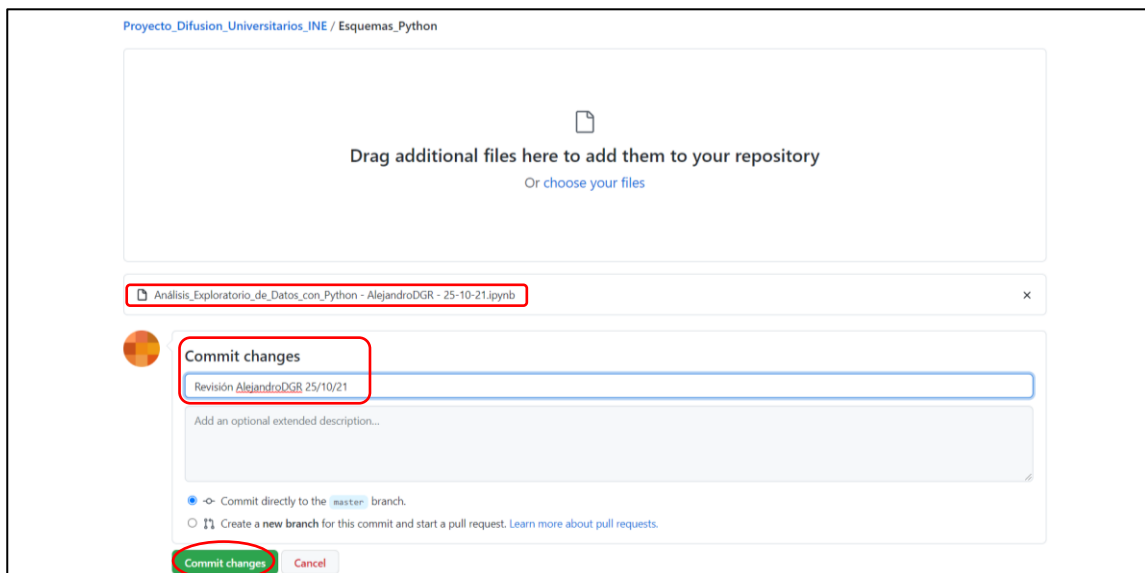 Proyecto_Difusion_Universitarios_INE / Esquemas_Python
Drag additional files here to add them to your repository
Or choose your files
Análisis_Exploratorio_de_Datos_con_Python - AlejandroDGR - 25-10-21.ipynb
Commit changes
Revisión AlejandroDGR 25/10/21
Add an optional extended description...
Commit directly to the master branch.
Create a new branch for this commit and start a pull request. Learn more about pull requests.
Commit changes Cancel